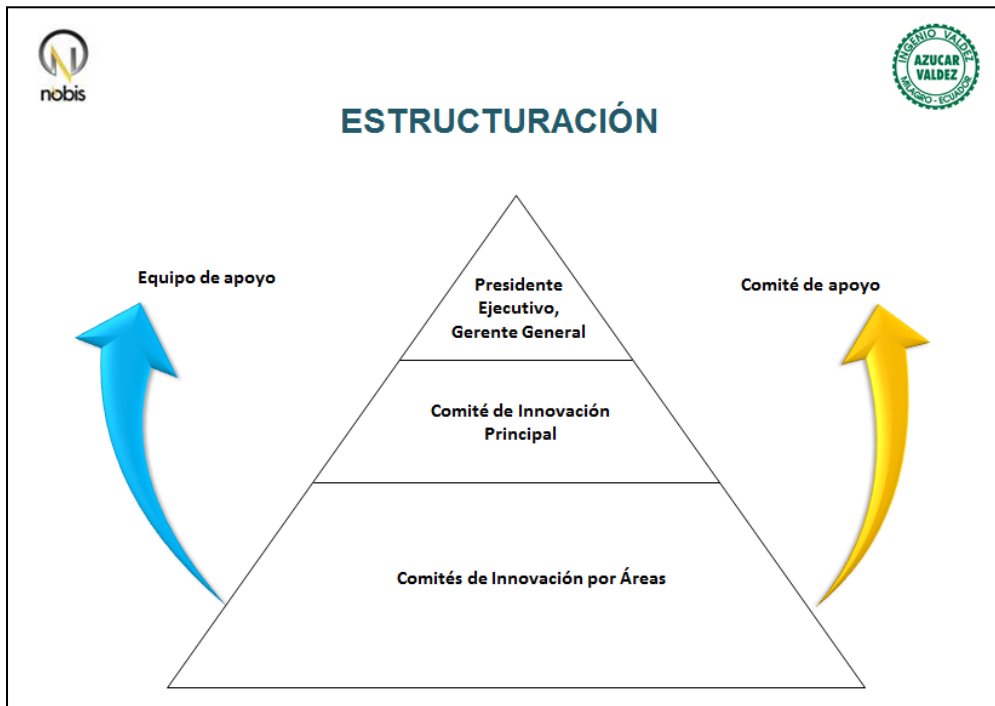 nobis
INGENIO VALDEZ
AZUCAR
VALDEZ
MILAGRO - ECUADOR
ESTRUCTURACIÓN
Equipo de apoyo
Presidente
Ejecutivo,
Gerente General
Comité de apoyo
Comité de Innovación
Principal
Comités de Innovación por Áreas